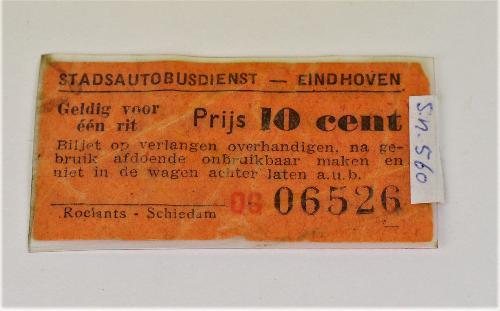 STADSAUTOBUSDIENST — EINDHOVEN
Geldig voor
één rit
Prijs 10 cent
Biljet op verlangen overhandigen, na ge-
bruik afdoende onbruikbaar maken en
niet in de wagen achter laten a.u.b.
06 06526
Roelants - Schiedam
S.N. 560